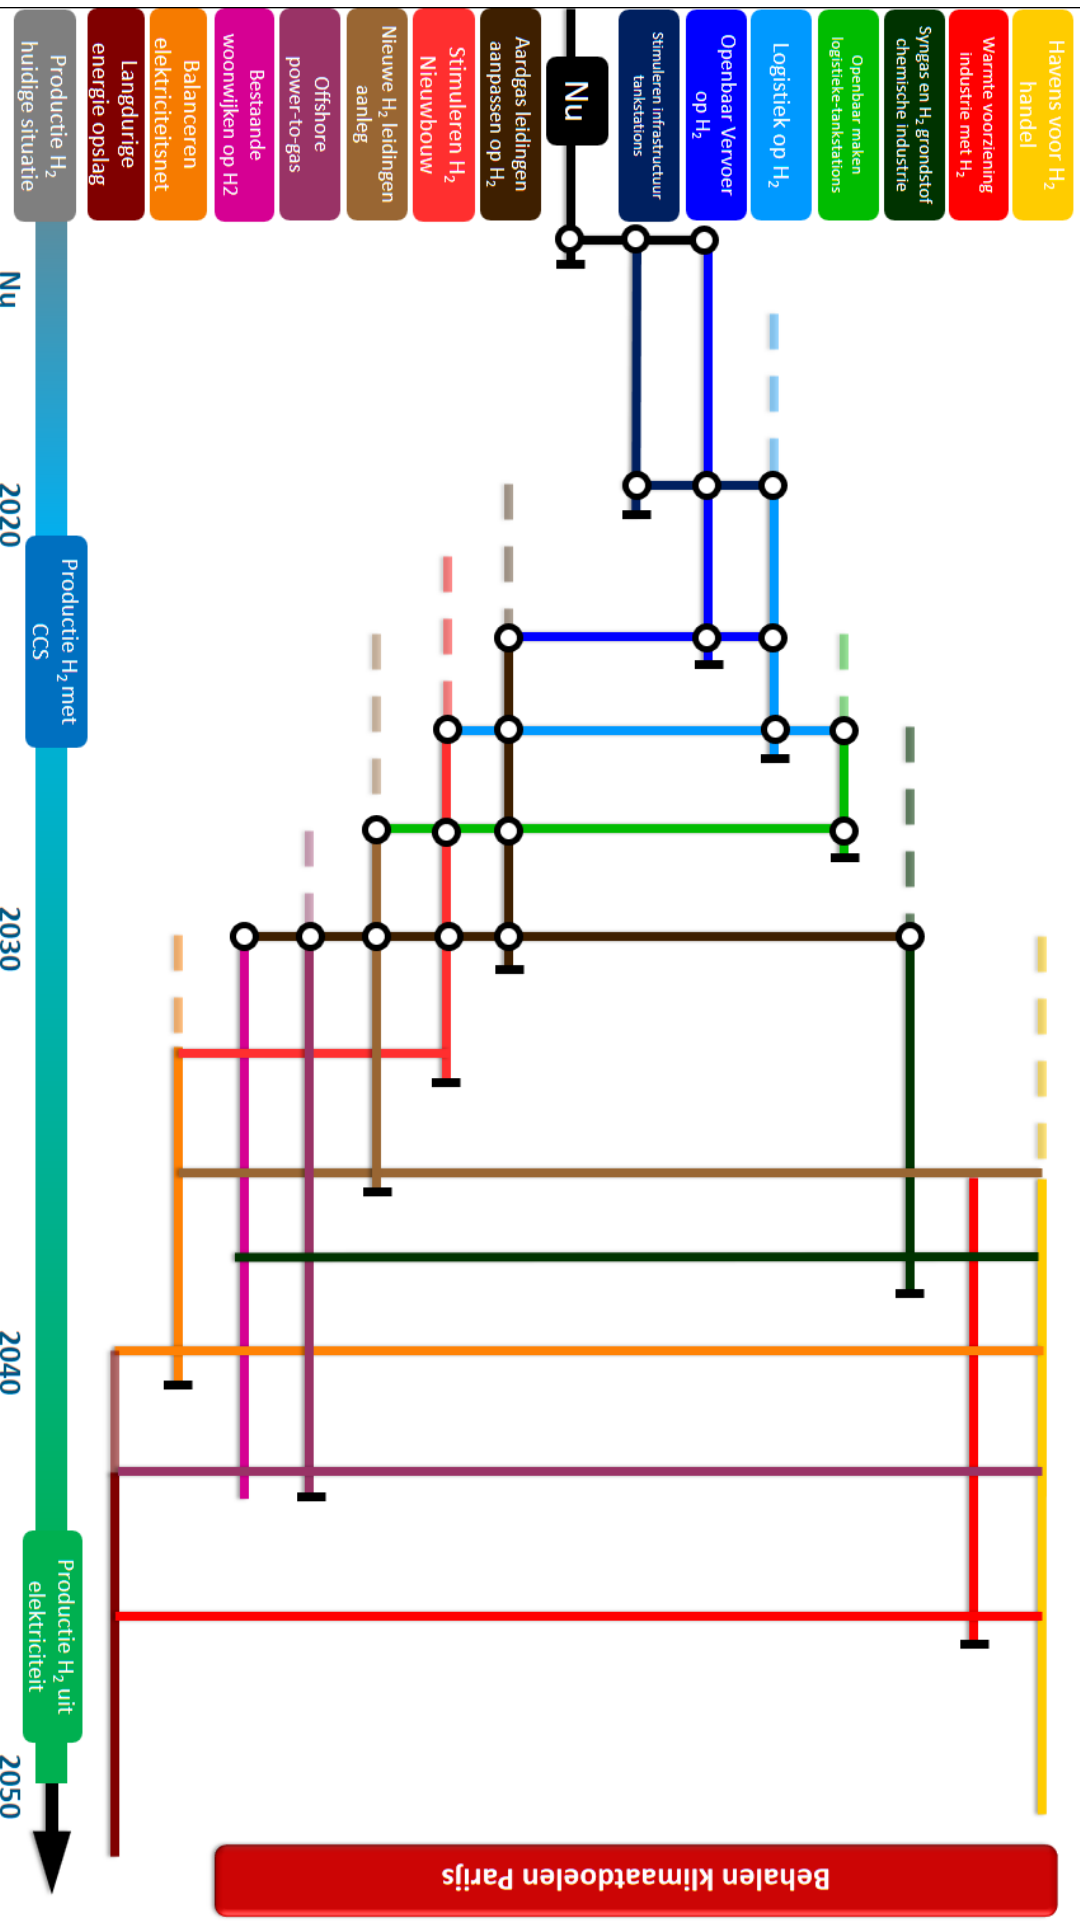 Havens voor H₂
handel
Warmte voorziening
industrie met H₂
Syngas en H₂ grondstof
chemische industrie
Openbaar maken
logistieke-tankstations
Logistiek op H₂
Openbaar Vervoer
op H₂
Stimuleren infrastructuur
tankstations
Nu
Aardgas leidingen
aanpassen op H₂
Stimuleren H₂
Nieuwbouw
Nieuwe H₂ leidingen
aanleg
Offshore
power-to-gas
Bestaande
woonwijken op H2
Balanceren
elektriciteitsnet
Langdurige
energie opslag
Productie H₂
huidige situatie
Productie H₂ met
CCS
Productie H₂ uit
elektriciteit
Nu
2020
2030
2040
2050
Behalen klimaatdoelen Parijs